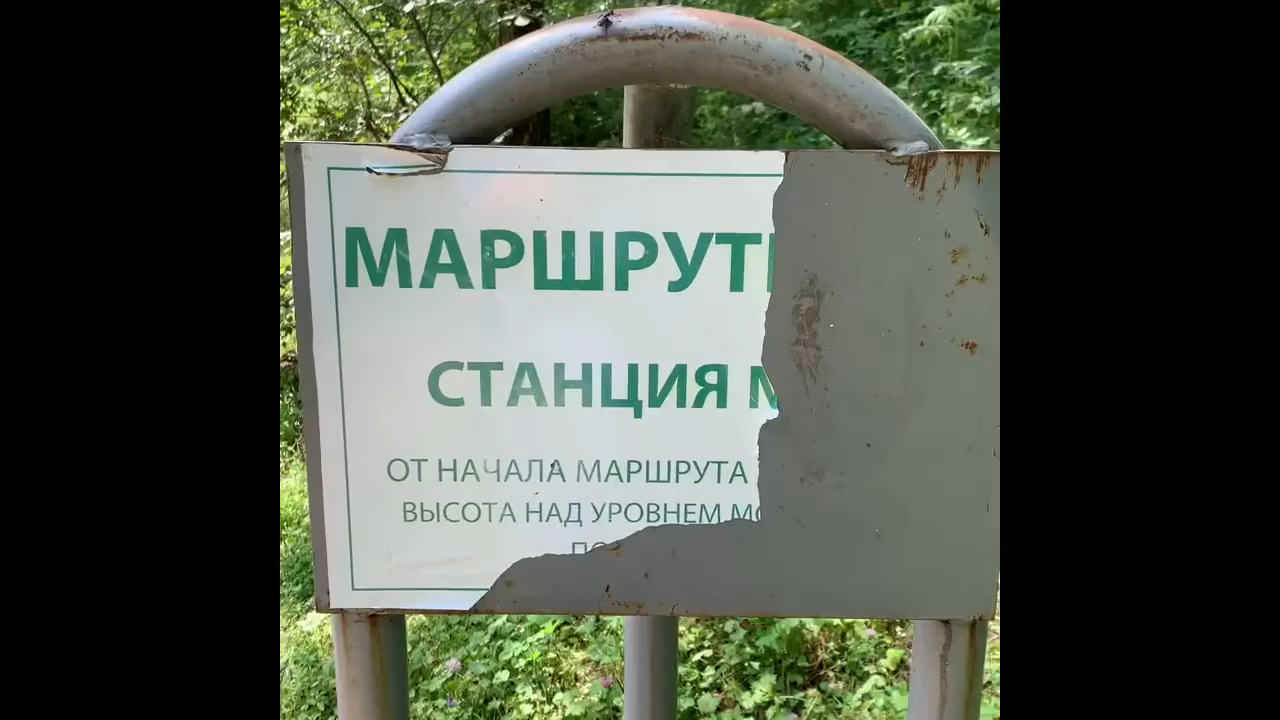 МАРШРУТ
СТАНЦИЯ
ОТ НАЧАЛА МАРШРУТА
ВЫСОТА НАД УРОВНЕМ